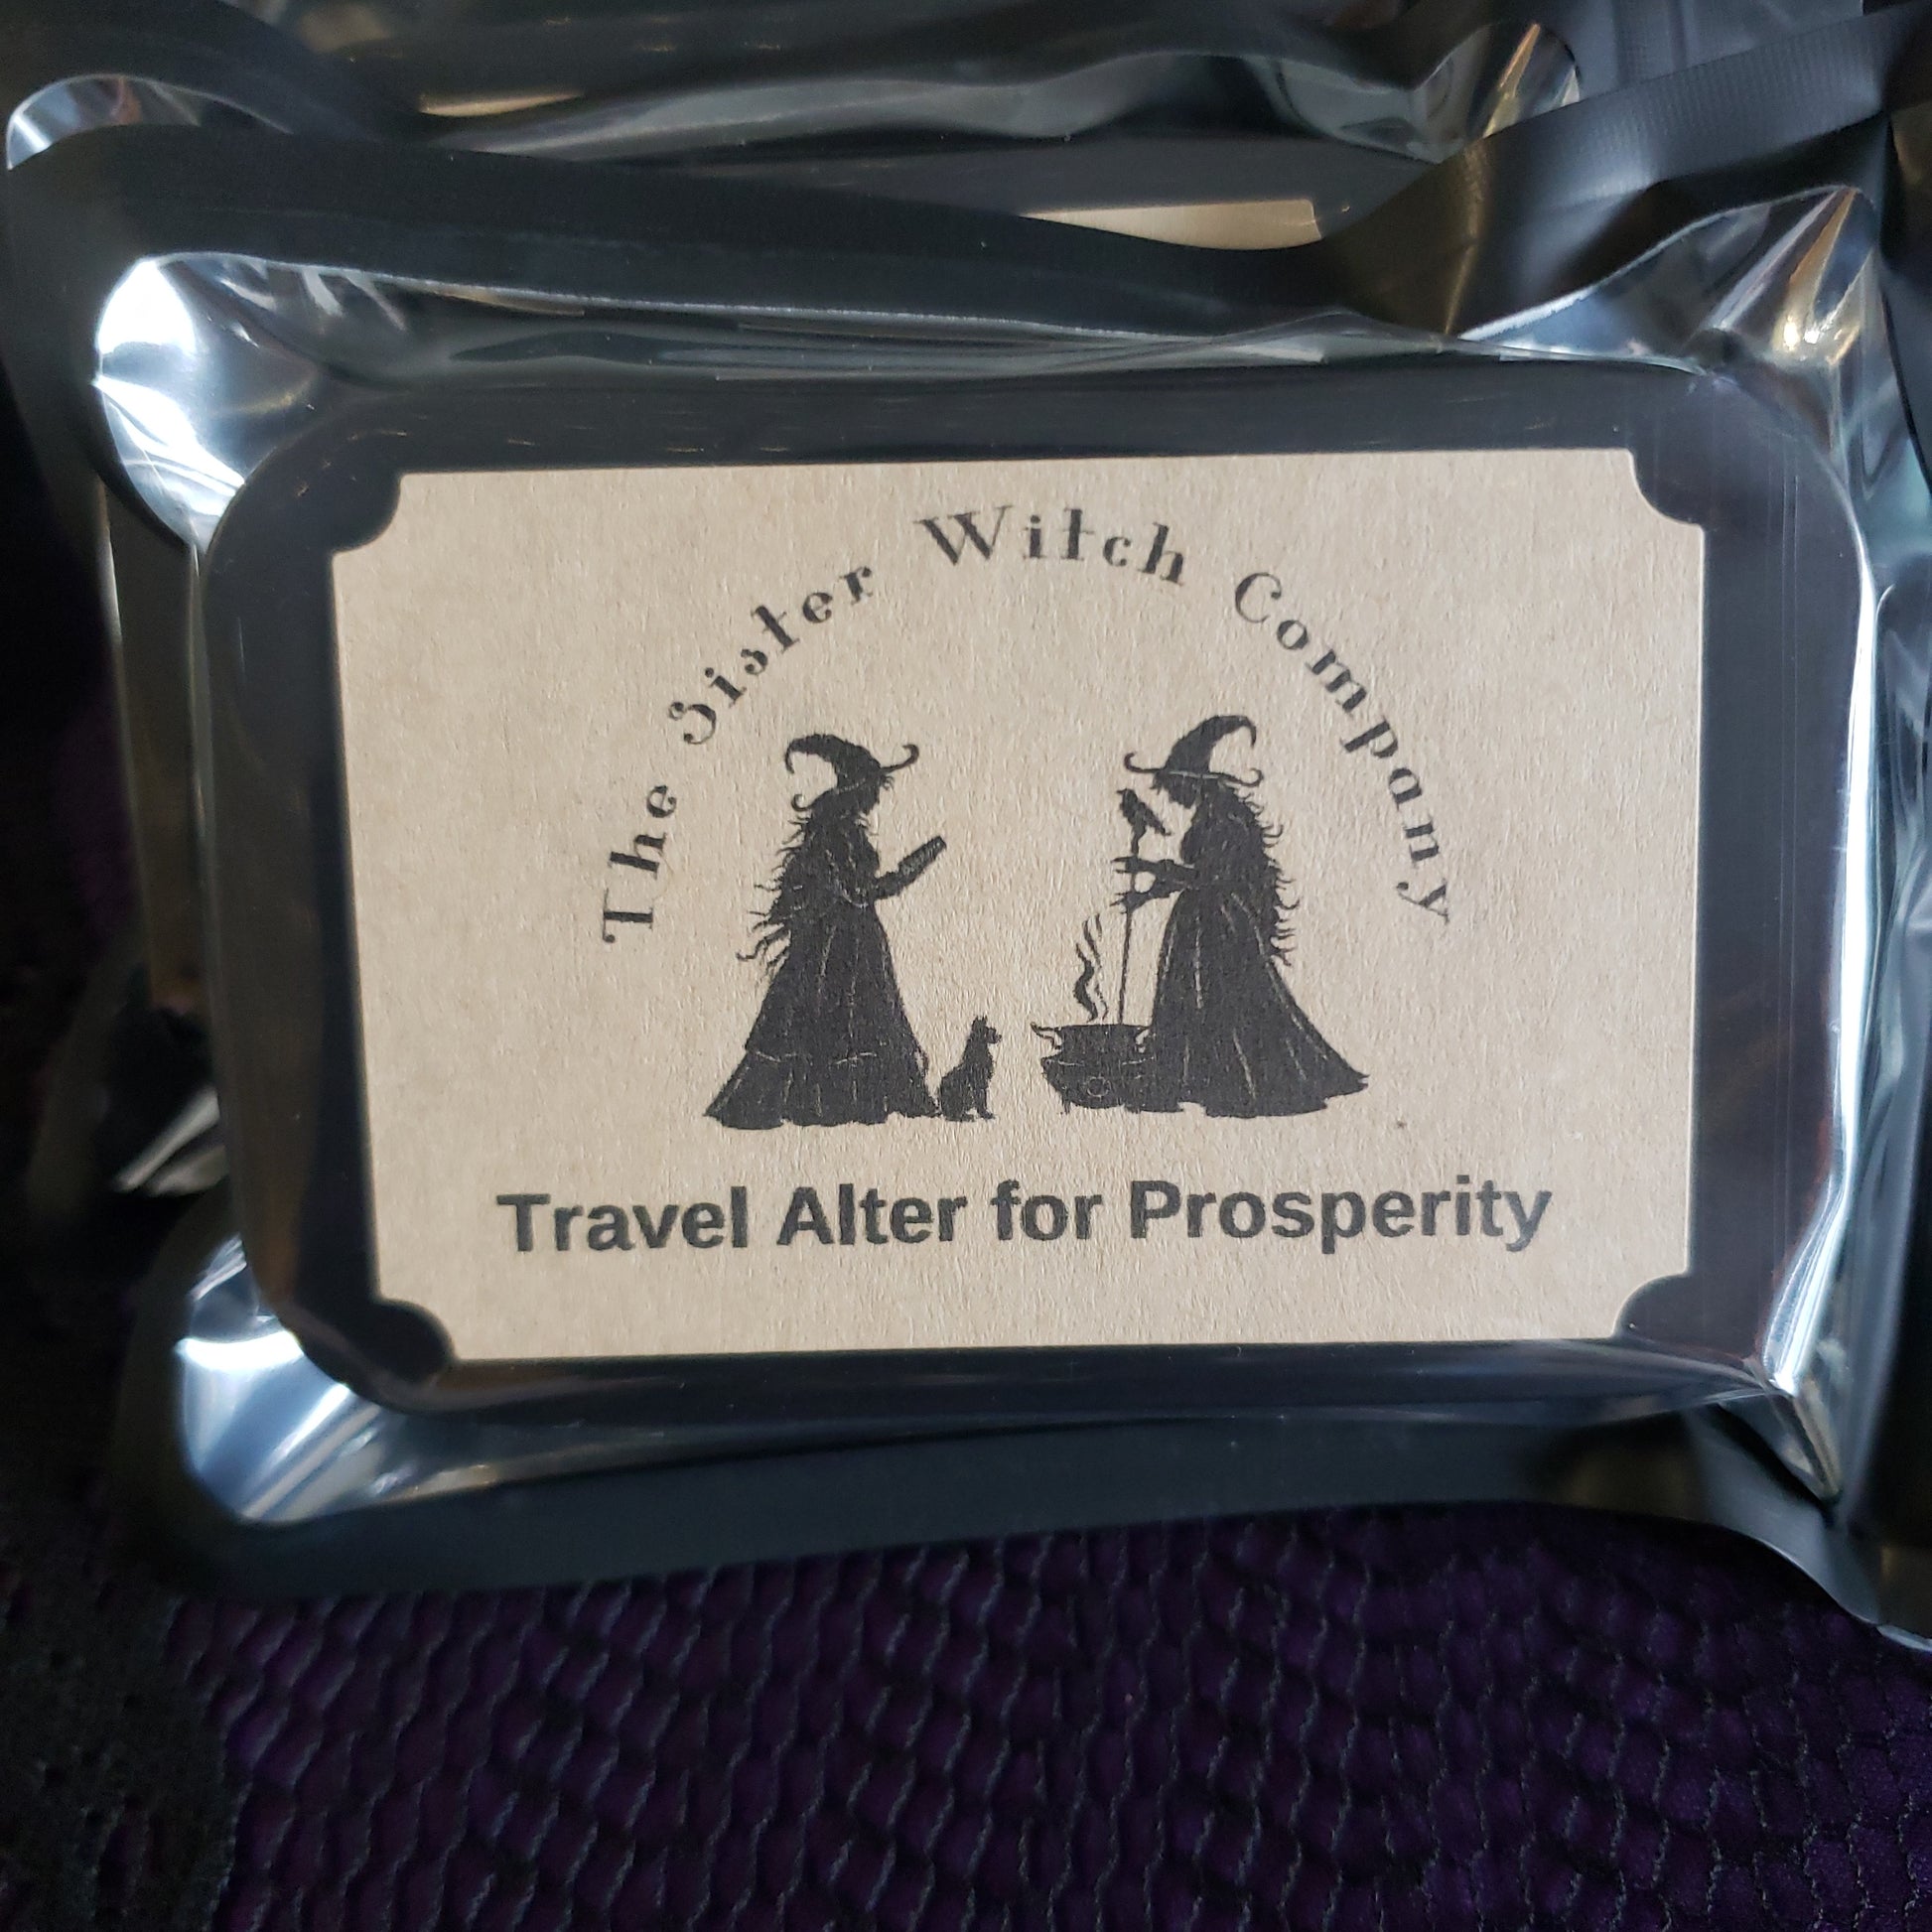 The Sister Witch Company
Travel Alter for Prosperity